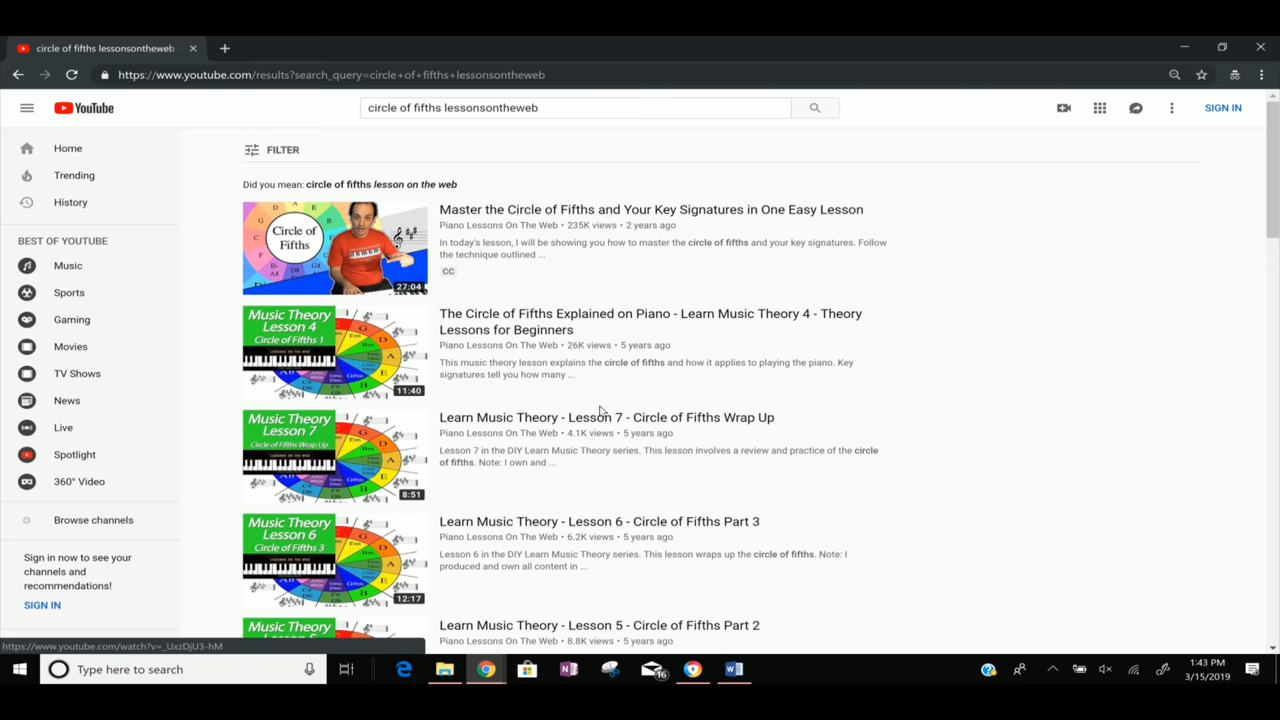 circle of fifths lessonsontheweb
https://www.youtube.com/results?search_query=circle+of+fifths+lessonsontheweb
YouTube
circle of fifths lessonsontheweb
SIGN IN
Home
Trending
History
BEST OF YOUTUBE
Music
Sports
Gaming
Movies
TV Shows
News
Live
Spotlight
360° Video
Browse channels
Sign in now to see your
channels and
recommendations!
SIGN IN
FILTER
Did you mean: circle of fifths lesson on the web
Circle of
Fifths
27:04
Master the Circle of Fifths and Your Key Signatures in One Easy Lesson
Piano Lessons On The Web • 235K views • 2 years ago
In today's lesson, I will be showing you how to master the circle of fifths and your key signatures. Follow
the technique outlined ...
CC
Music Theory
Lesson 4
Circle of Fifths 1
11:40
The Circle of Fifths Explained on Piano - Learn Music Theory 4 - Theory
Lessons for Beginners
Piano Lessons On The Web • 26K views • 5 years ago
This music theory lesson explains the circle of fifths and how it applies to playing the piano. Key
signatures tell you how many ...
Music Theory
Lesson 7
Circle of Fifths Wrap Up
8:51
Learn Music Theory - Lesson 7 - Circle of Fifths Wrap Up
Piano Lessons On The Web • 4.1K views • 5 years ago
Lesson 7 in the DIY Learn Music Theory series. This lesson involves a review and practice of the circle
of fifths. Note: I own and ...
Music Theory
Lesson 6
Circle of Fifths 3
12:17
Learn Music Theory - Lesson 6 - Circle of Fifths Part 3
Piano Lessons On The Web • 6.2K views • 5 years ago
Lesson 6 in the DIY Learn Music Theory series. This lesson wraps up the circle of fifths. Note: I
produced and own all content in ...
Music Theory
Learn Music Theory - Lesson 5 - Circle of Fifths Part 2
Piano Lessons On The Web • 8.8K views • 5 years ago
https://www.youtube.com/watch?v=_UxzDjU3-hM
Type here to search
16
1:43 PM
3/15/2019